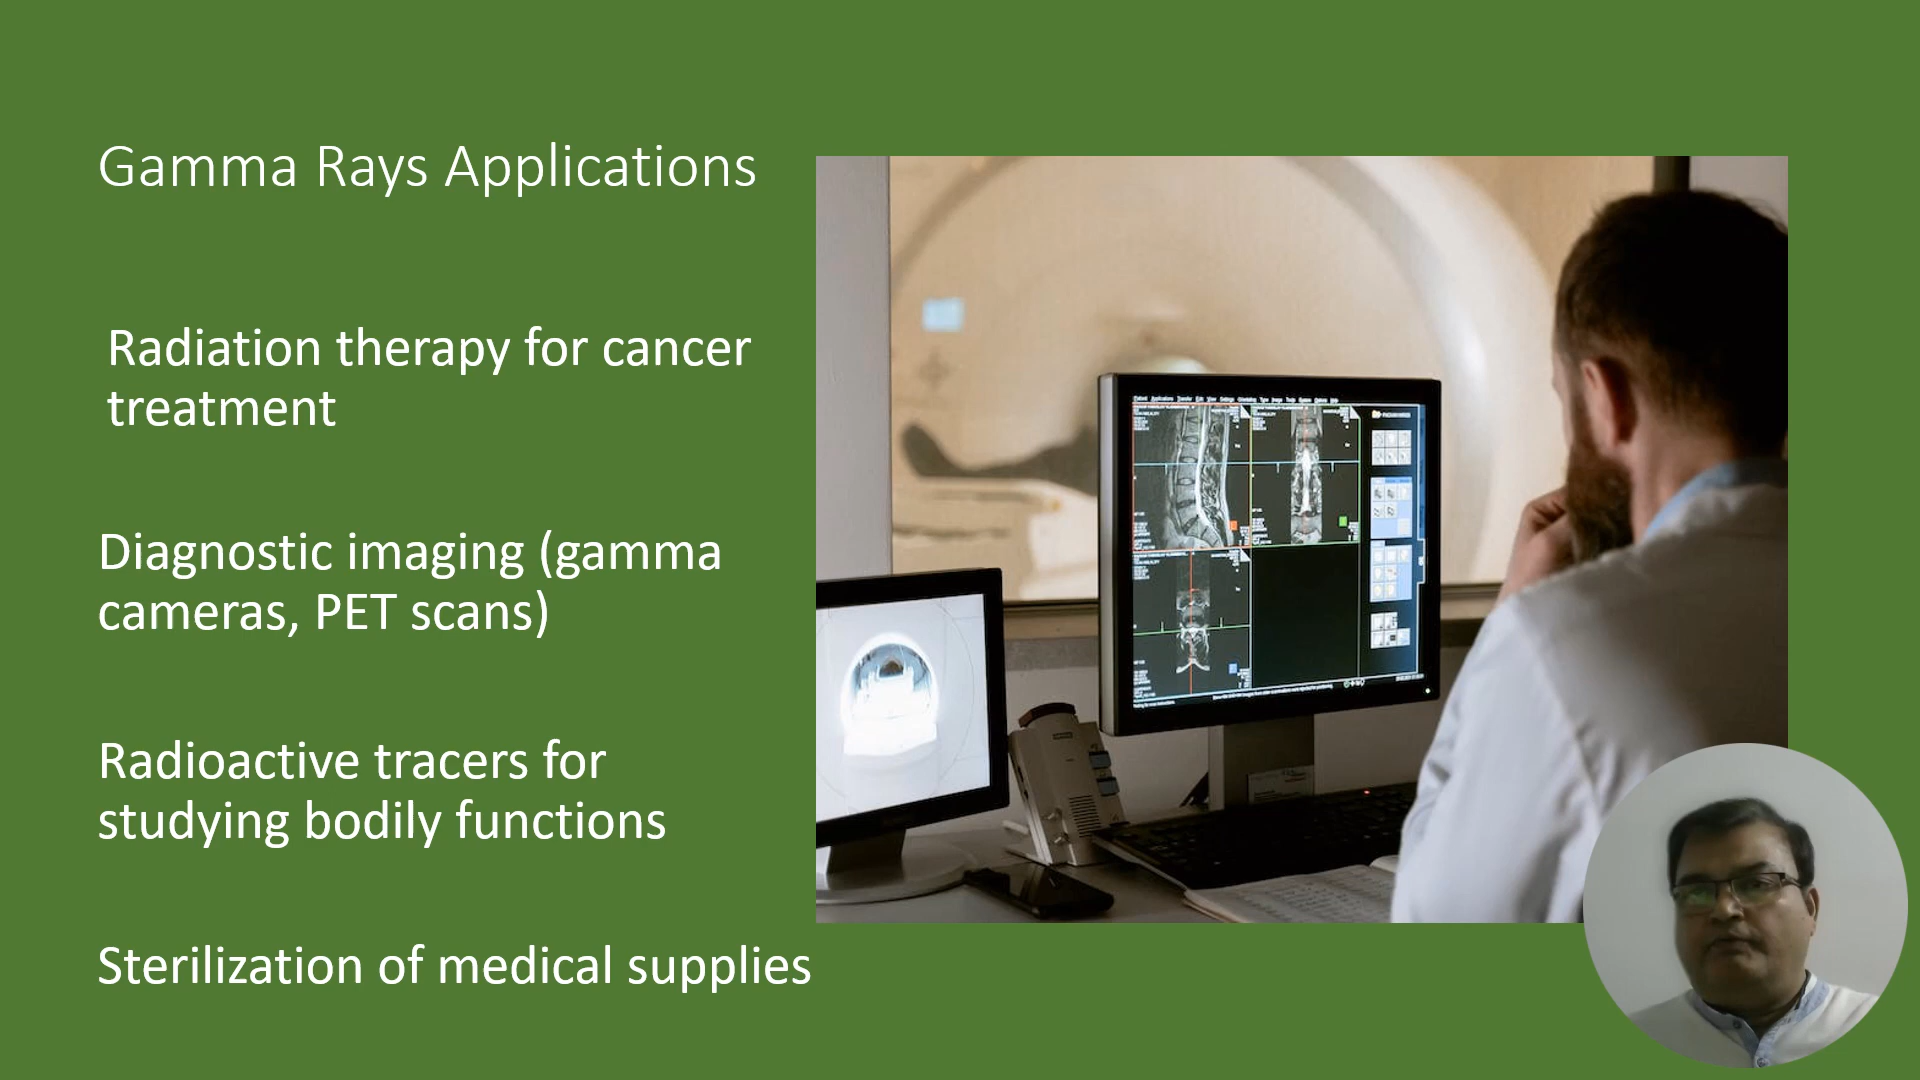 Gamma Rays Applications
Radiation therapy for cancer
treatment
Diagnostic imaging (gamma
cameras, PET scans)
Radioactive tracers for
studying bodily functions
Sterilization of medical supplies